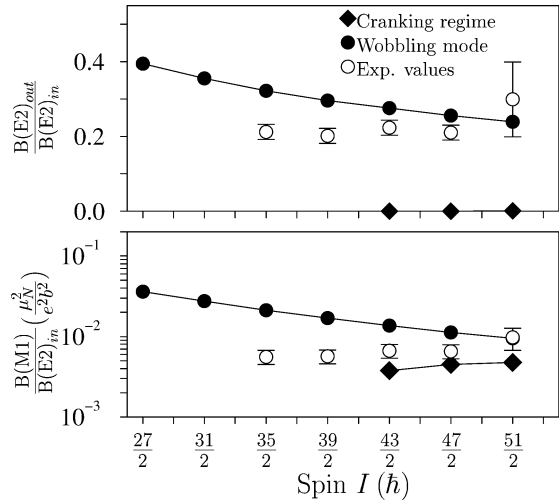 Cranking regime
Wobbling mode
Exp. values
0.4
0.2
0.0
B(E2)out / B(E2)in
10⁻¹
10⁻²
10⁻³
B(M1) / B(E2)in (μ²N / e²b²)
27/2 31/2 35/2 39/2 43/2 47/2 51/2
Spin I (ħ)